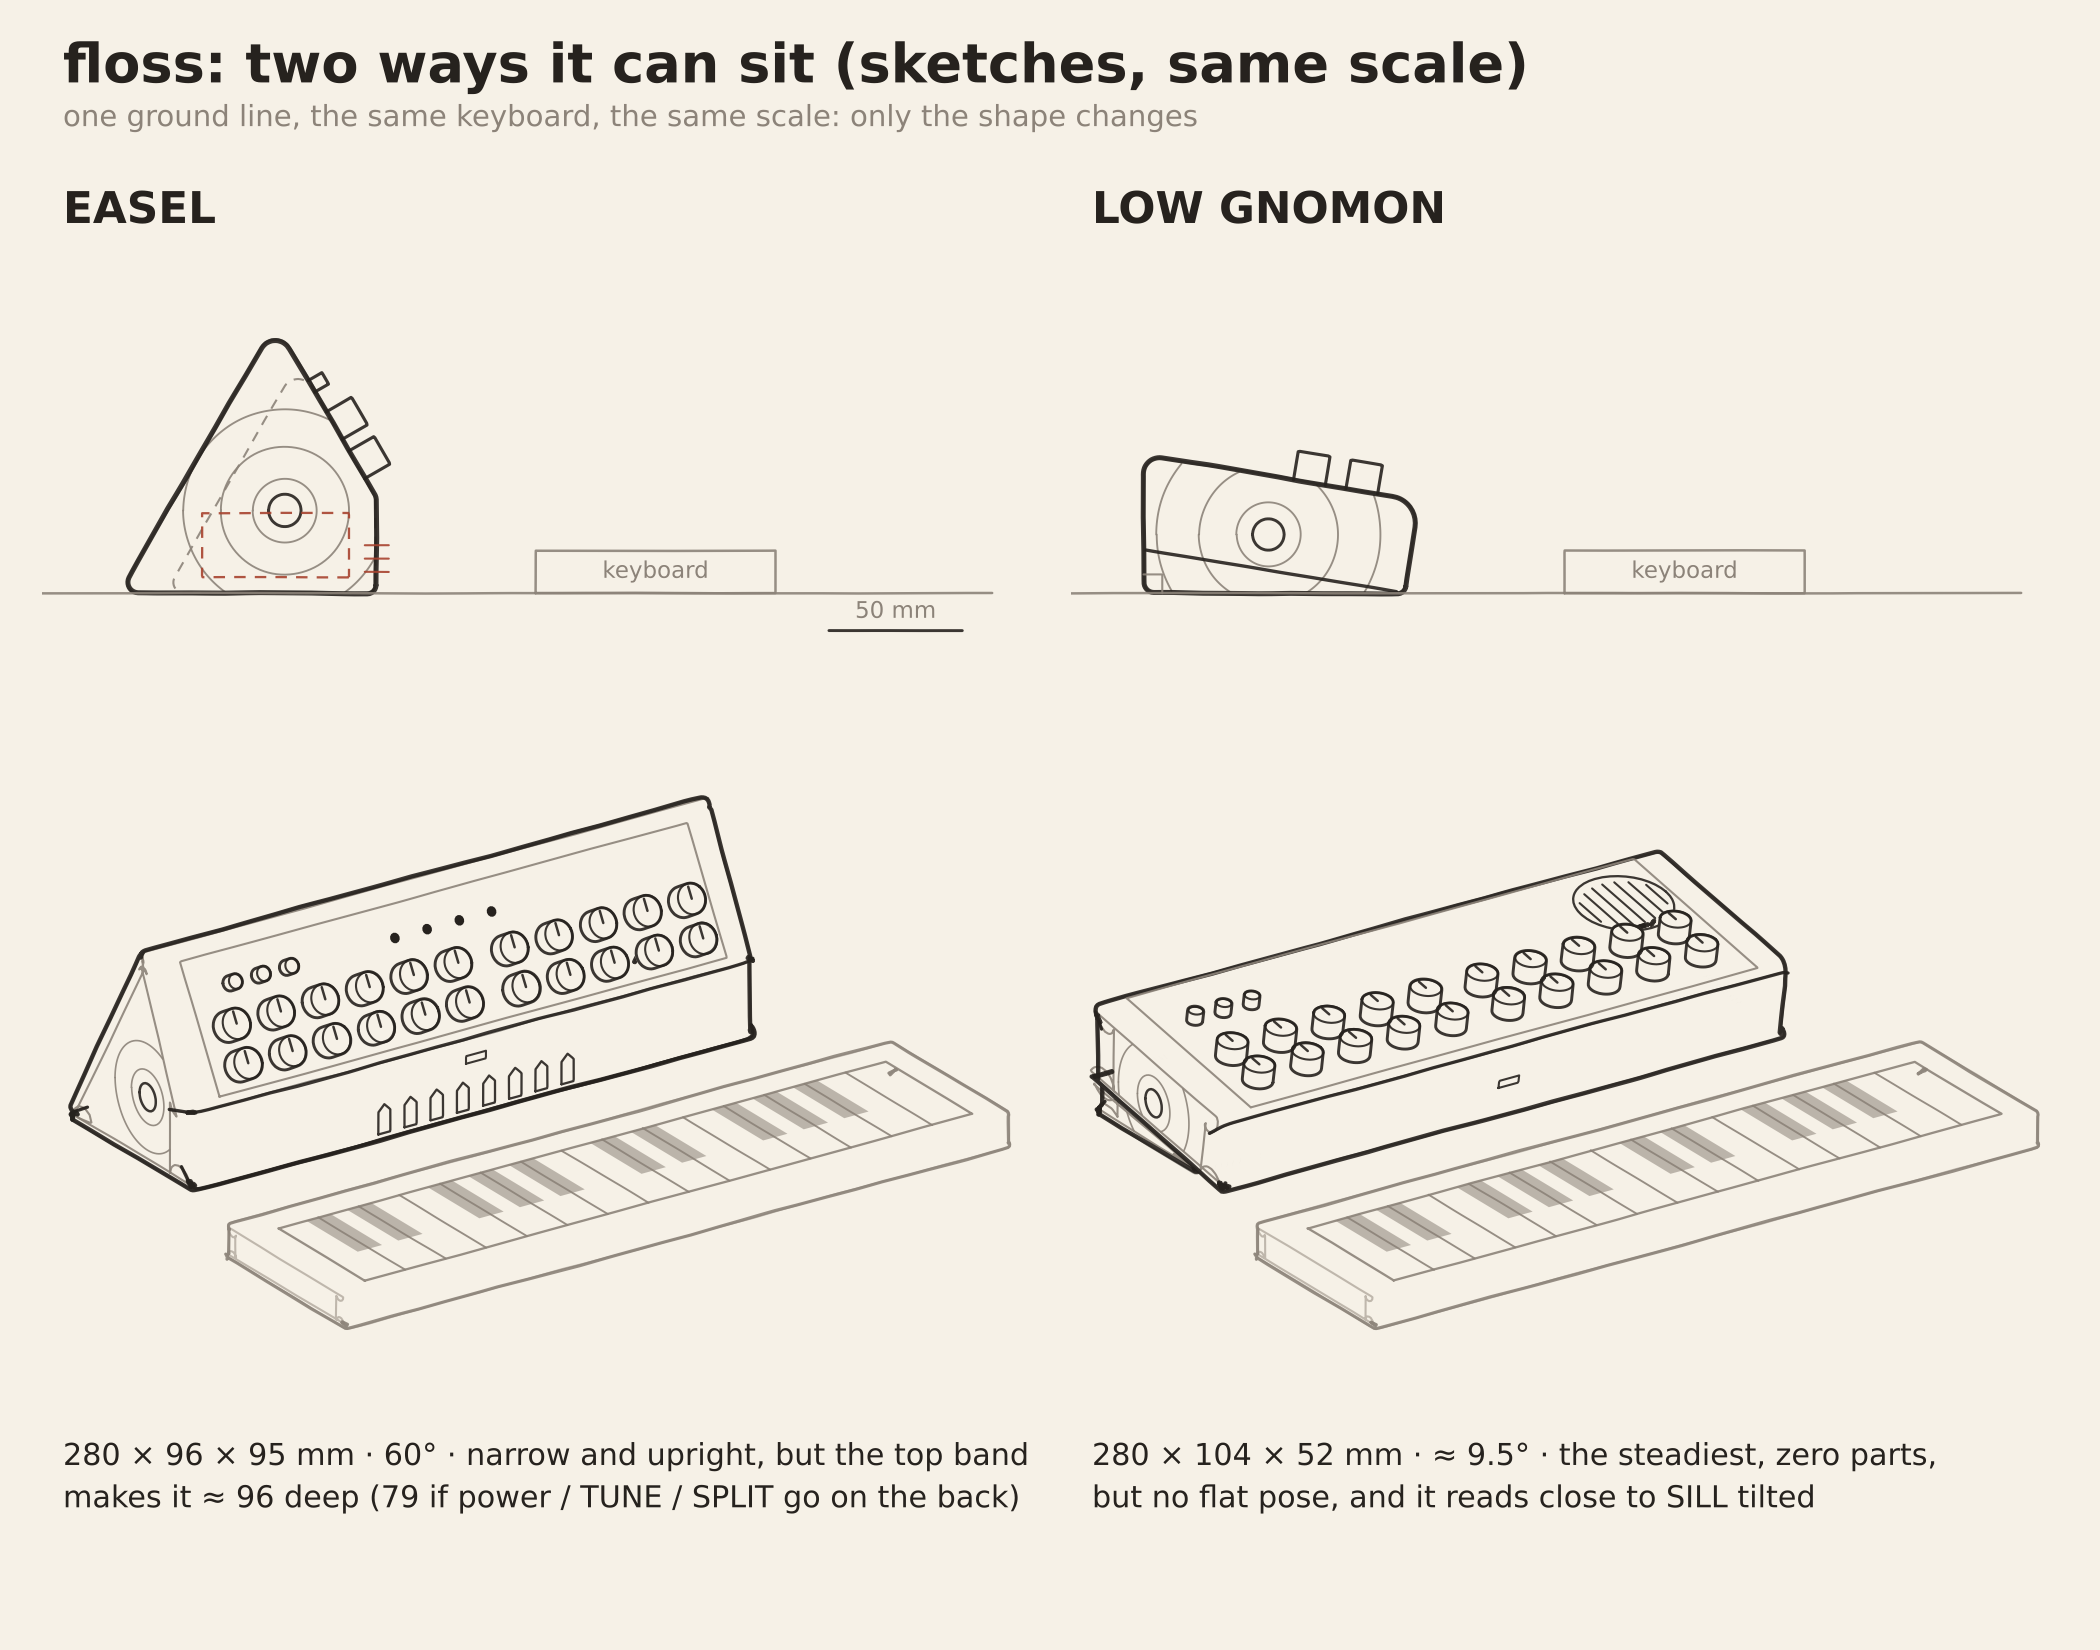 floss: two ways it can sit (sketches, same scale)
one ground line, the same keyboard, the same scale: only the shape changes
EASEL
LOW GNOMON
keyboard
50 mm
keyboard
280 × 96 × 95 mm · 60° · narrow and upright, but the top band
makes it ≈ 96 deep (79 if power / TUNE / SPLIT go on the back)
280 × 104 × 52 mm · ≈ 9.5° · the steadiest, zero parts,
but no flat pose, and it reads close to SILL tilted